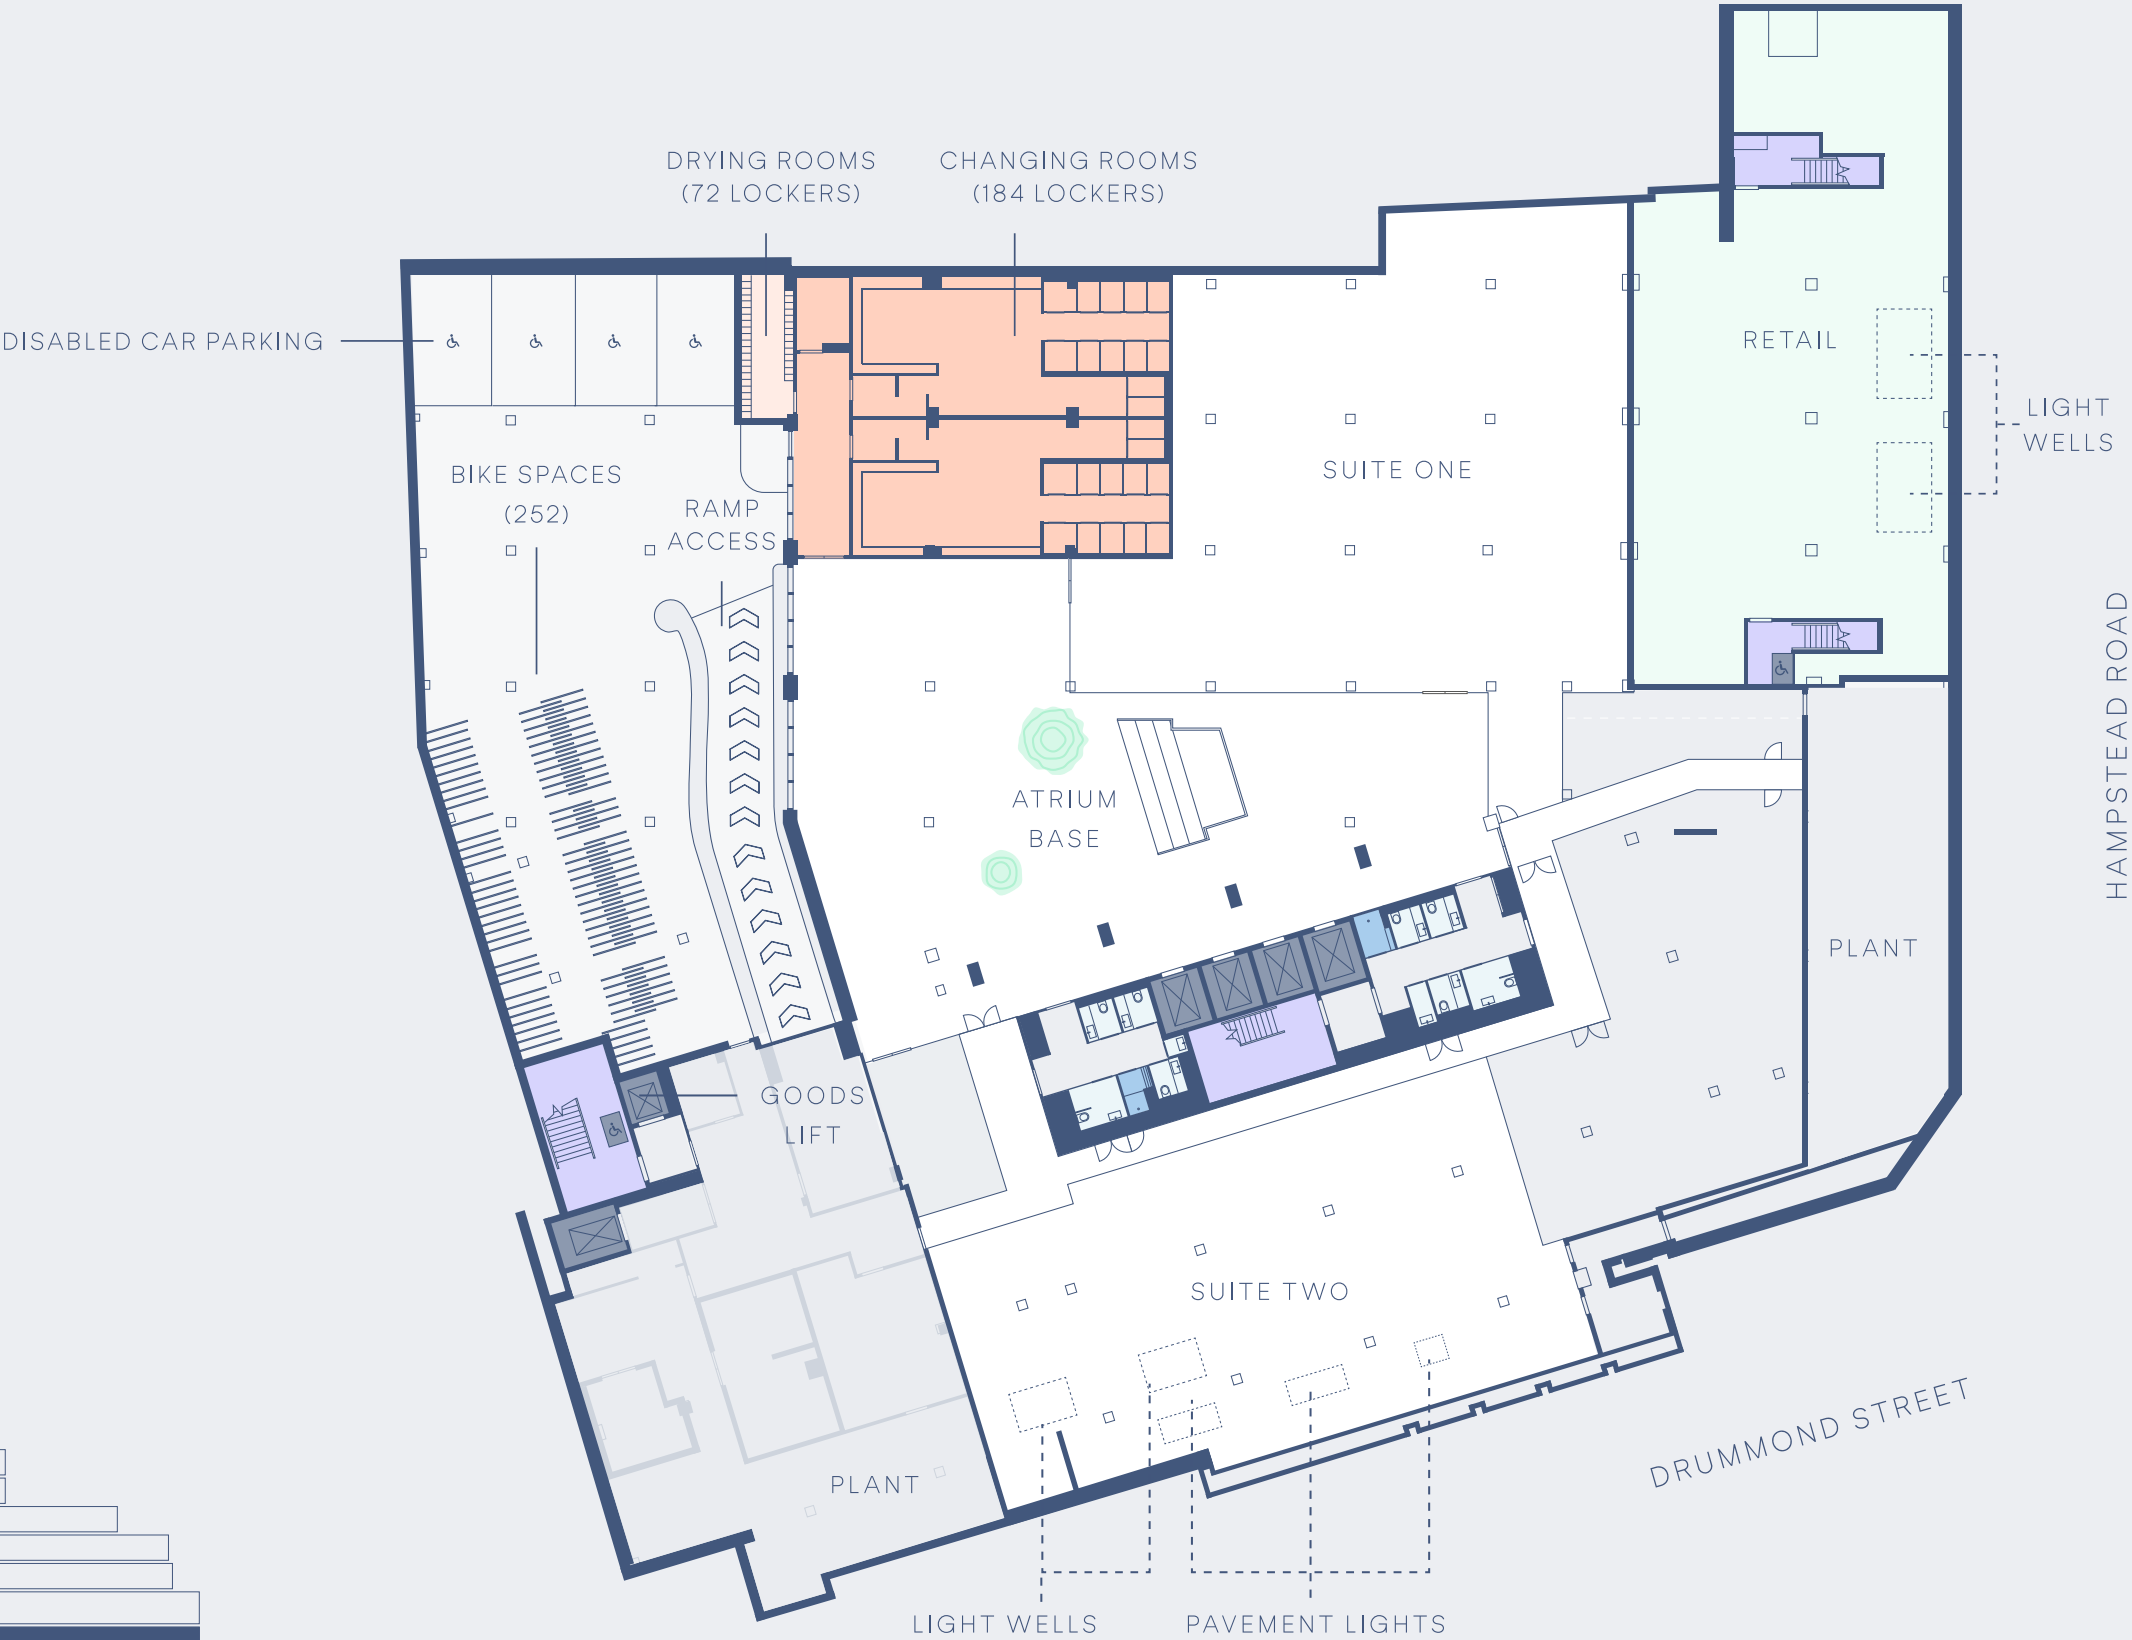 DRYING ROOMS
(72 LOCKERS)
CHANGING ROOMS
(184 LOCKERS)
DISABLED CAR PARKING
RETAIL
LIGHT
WELLS
BIKE SPACES
(252)
SUITE ONE
RAMP
ACCESS
HAMPSTEAD ROAD
ATRIUM
BASE
PLANT
GOODS
LIFT
SUITE TWO
DRUMMOND STREET
PLANT
LIGHT WELLS
PAVEMENT LIGHTS